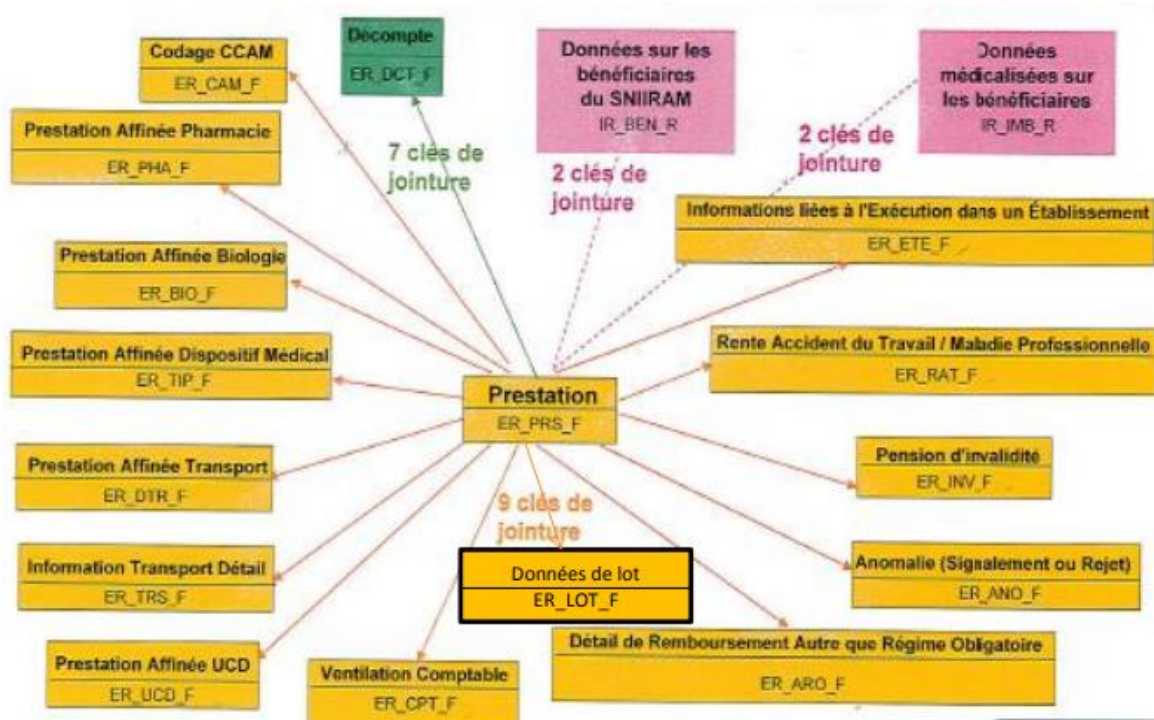 Codage CCAM
ER_CAM_F
Décompte
ER_DCT_F
Données sur les
bénéficiaires
du SNIIRAM
IR_BEN_R
Données
médicalisées sur
les bénéficiaires
IR_IMB_R
Prestation Affinée Pharmacie
ER_PHA_F
7 clés de
jointure
2 clés de
jointure
2 clés de
jointure
Informations liées à l'Exécution dans un Établissement
ER_ETE_F
Prestation Affinée Biologie
ER_BIO_F
Prestation Affinée Dispositif Médical
ER_TIP_F
Rente Accident du Travail / Maladie Professionnelle
ER_RAT_F
Prestation
ER_PRS_F
Prestation Affinée Transport
ER_DTR_F
Pension d'invalidité
ER_INV_F
9 clés de
jointure
Information Transport Détail
ER_TRS_F
Données de lot
ER_LOT_F
Anomalie (Signalement ou Rejet)
ER_ANO_F
Prestation Affinée UCD
ER_UCD_F
Ventilation Comptable
ER_CPT_F
Détail de Remboursement Autre que Régime Obligatoire
ER_ARO_F